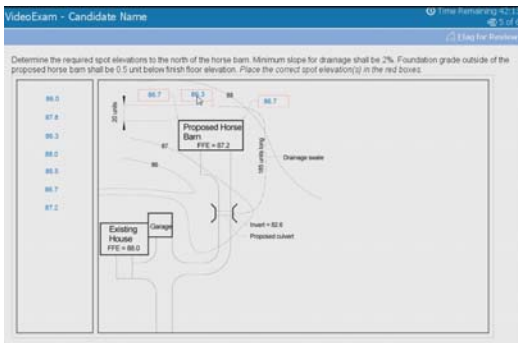 VideoExam - Candidate Name
Time Remaining 42:1
5 of 6
Flag for Review
Determine the required spot elevations to the north of the horse barn. Minimum slope for drainage shall be 2%. Foundation grade outside of the
proposed horse barn shall be 0.5 unit below finish floor elevation. Place the correct spot elevation(s) in the red boxes.
87.8
86.3
88.0
86.7
87.2
20 units
86.7
86.3
88
86.7
Proposed Horse
Barn
FFE = 87.2
87
185 units long
Drainage swale
Existing
House
FFE = 88.0
Garage
Invert = 82.6
Proposed culvert